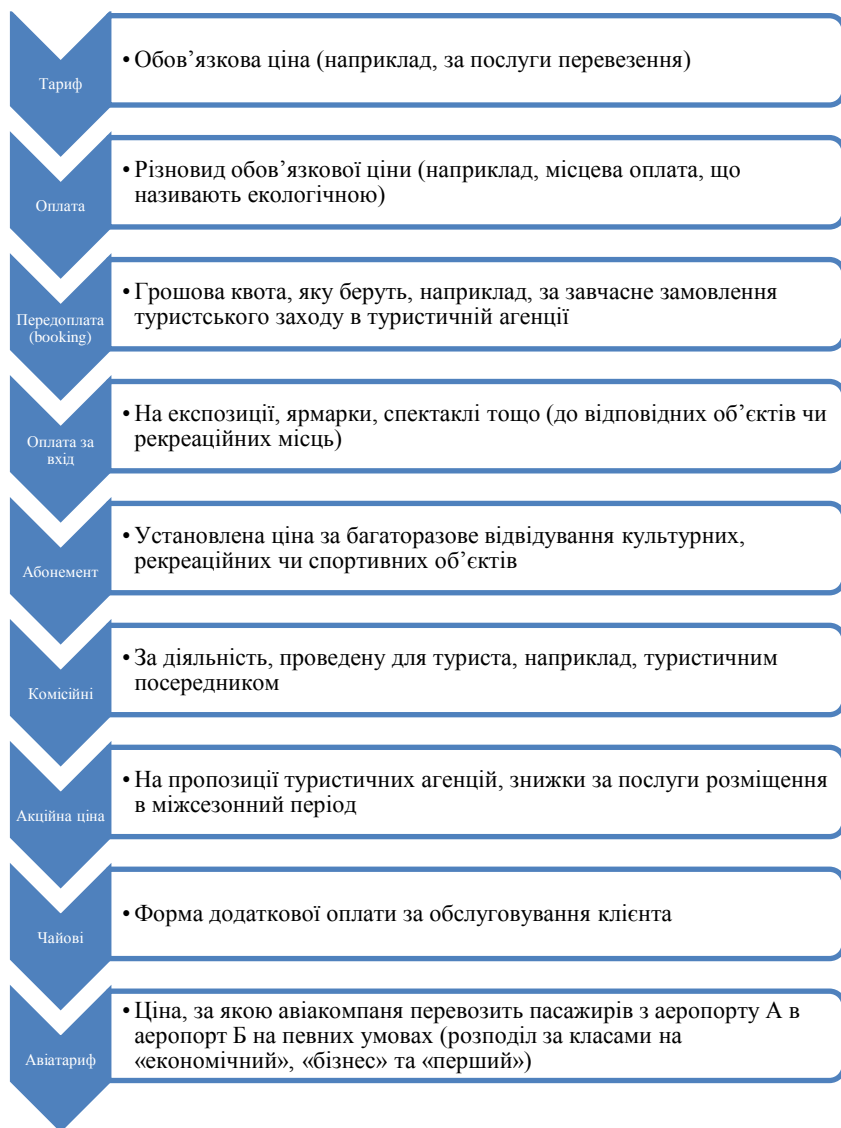 Тариф
• Обов’язкова ціна (наприклад, за послуги перевезення)
Оплата
• Різновид обов’язкової ціни (наприклад, місцева оплата, що
називають екологічною)
Передоплата
(booking)
• Грошова квота, яку беруть, наприклад, за завчасне замовлення
туристського заходу в туристичній агенції
Оплата за
вхід
• На експозиції, ярмарки, спектаклі тощо (до відповідних об’єктів чи
рекреаційних місць)
Абонемент
• Установлена ціна за багаторазове відвідування культурних,
рекреаційних чи спортивних об’єктів
Комісійні
• За діяльність, проведену для туриста, наприклад, туристичним
посередником
Акційна ціна
• На пропозиції туристичних агенцій, знижки за послуги розміщення
в міжсезонний період
Чайові
• Форма додаткової оплати за обслуговування клієнта
Авіатариф
• Ціна, за якою авіакомпаня перевозить пасажирів з аеропорту А в
аеропорт Б на певних умовах (розподіл за класами на
«економічний», «бізнес» та «перший»)